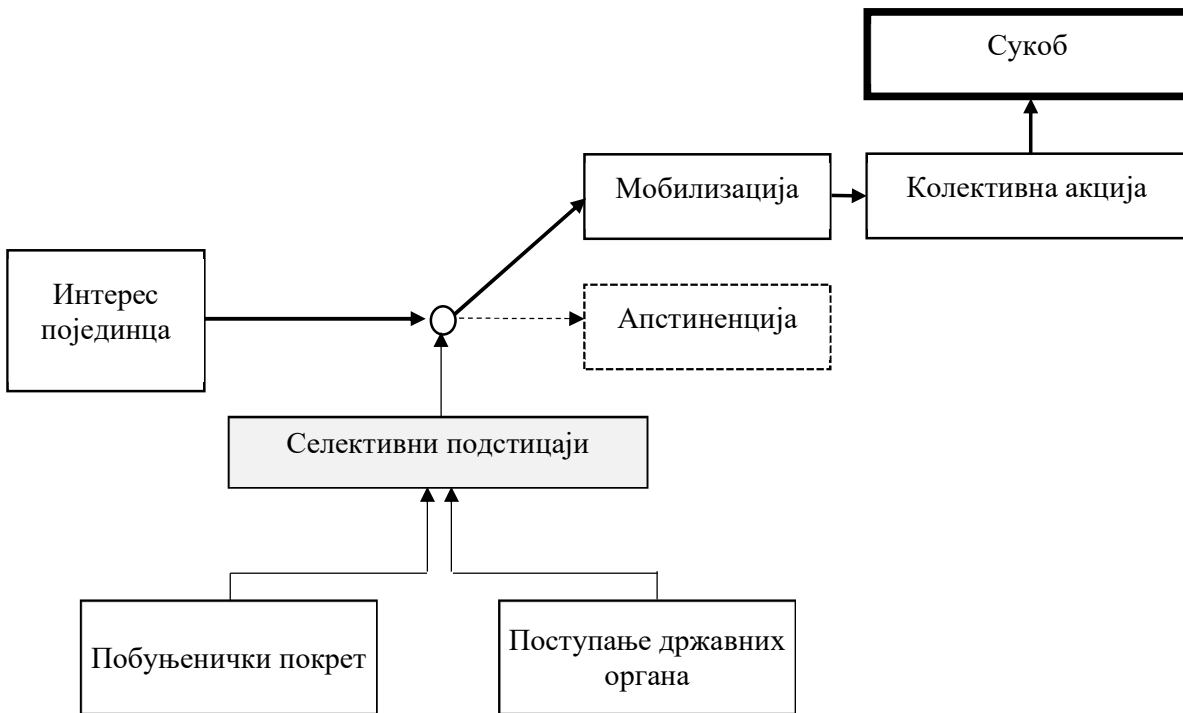 Сукоб
Мобилизација
Колективна акција
Интерес
појединца
Апстиненција
Селективни подстицаји
Побуњенички покрет
Поступање државних
органа